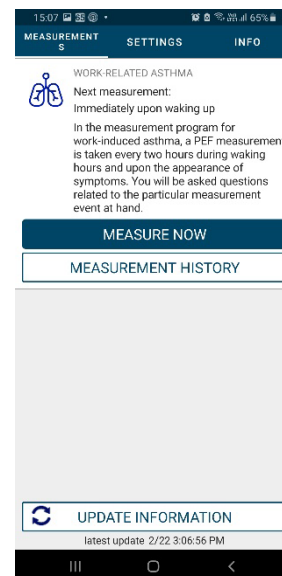 15:07 65%
MEASUREMENT
S
SETTINGS
INFO
WORK-RELATED ASTHMA
Next measurement:
Immediately upon waking up
In the measurement program for
work-induced asthma, a PEF measuremen
is taken every two hours during waking
hours and upon the appearance of
symptoms. You will be asked questions
related to the particular measurement
event at hand.
MEASURE NOW
MEASUREMENT HISTORY
UPDATE INFORMATION
latest update 2/22 3:06:56 PM